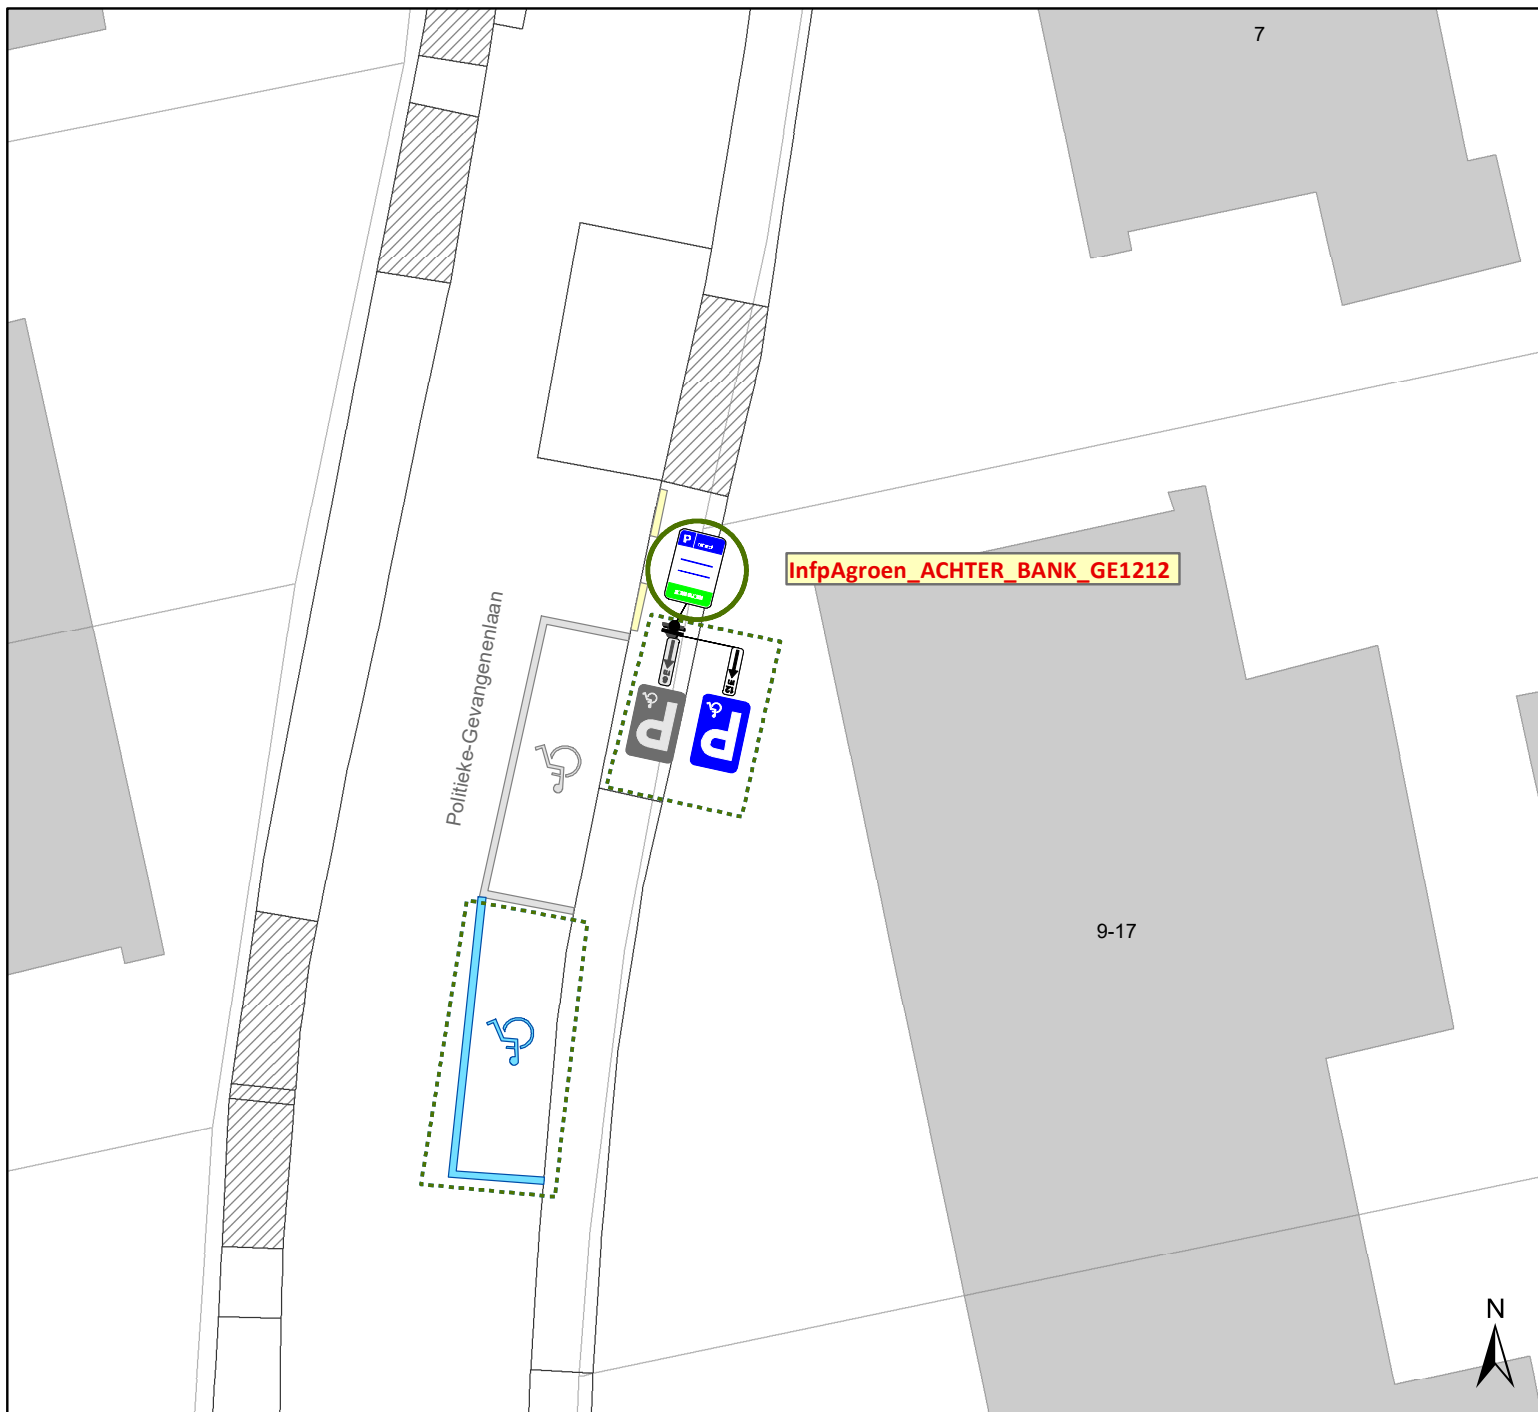 7
P
InfpAgroen_ACHTER_BANK_GE1212
Politieke-Gevangenenlaan
P
P
9-17
N